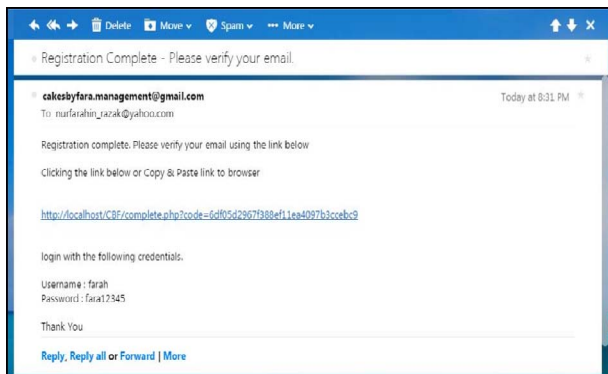 Delete Move Spam More
Registration Complete - Please verify your email.
cakesbyfara.management@gmail.com Today at 8:31 PM
To nurfarahin_razak@yahoo.com
Registration complete. Please verify your email using the link below
Clicking the link below or Copy & Paste link to browser
http://localhost/CBF/complete.php?code=6df05d2967f388ef11ea4097b3ccebc9
login with the following credentials.
Username : farah
Password : fara12345
Thank You
Reply, Reply all or Forward | More